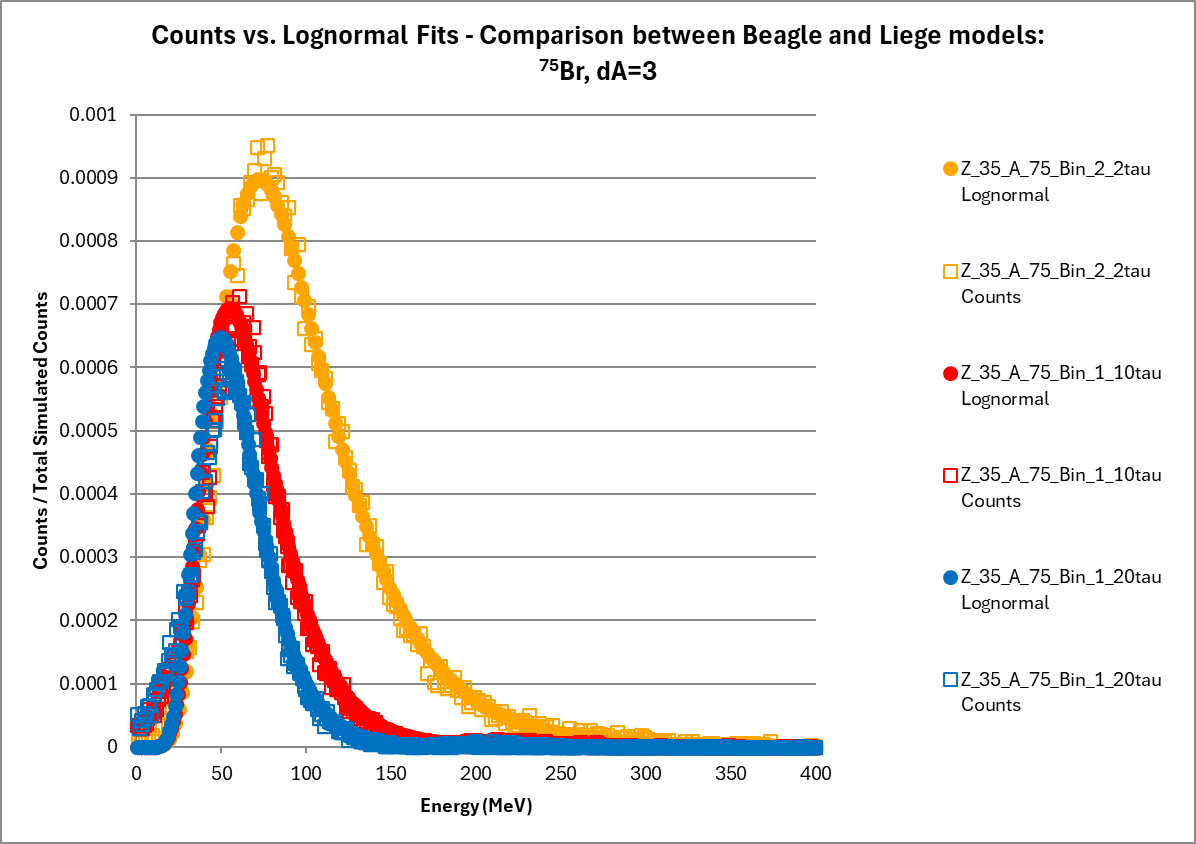 Counts vs. Lognormal Fits - Comparison between Beagle and Liege models:
⁷⁵Br, dA=3
0.001
0.0009
0.0008
0.0007
0.0006
0.0005
0.0004
0.0003
0.0002
0.0001
0
Counts / Total Simulated Counts
0 50 100 150 200 250 300 350 400
Energy (MeV)
Z_35_A_75_Bin_2_2tau
Lognormal
Z_35_A_75_Bin_2_2tau
Counts
Z_35_A_75_Bin_1_10tau
Lognormal
Z_35_A_75_Bin_1_10tau
Counts
Z_35_A_75_Bin_1_20tau
Lognormal
Z_35_A_75_Bin_1_20tau
Counts